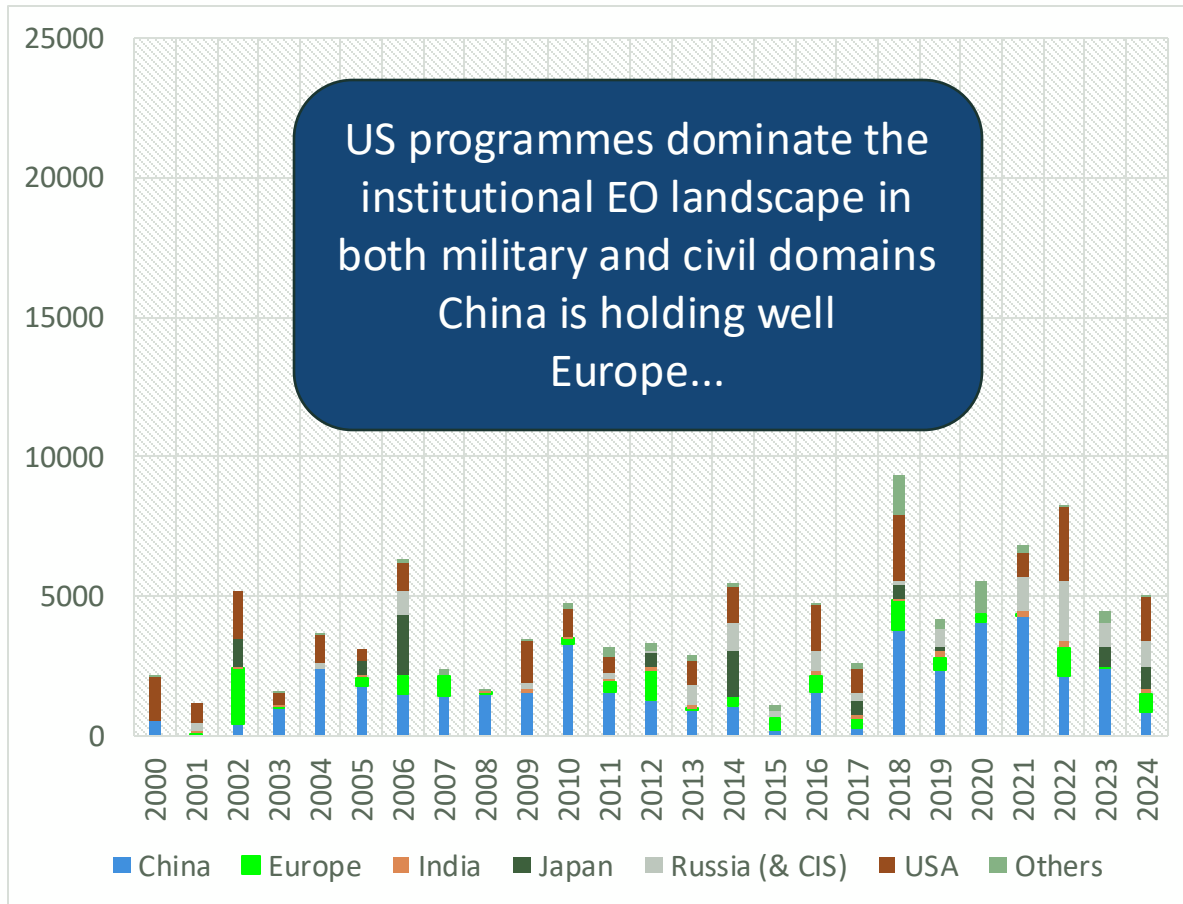 25000
20000
15000
10000
5000
0
US programmes dominate the
institutional EO landscape in
both military and civil domains
China is holding well
Europe...
2000 2001 2002 2003 2004 2005 2006 2007 2008 2009 2010 2011 2012 2013 2014 2015 2016 2017 2018 2019 2020 2021 2022 2023 2024
China Europe India Japan Russia (& CIS) USA Others